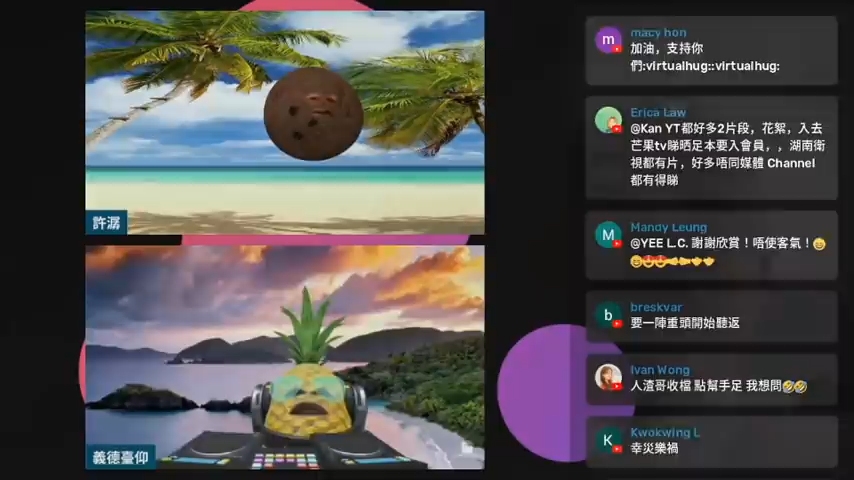 許潺
義德臺仰
macy hon
加油，支持你
們:virtualhug::virtualhug:
Erica Law
@Kan YT都好多2片段，花絮，入去
芒果tv睇晒足本要入會員，，湖南衛
視都有片，好多唔同媒體 Channel
都有得睇
Mandy Leung
@YEE L.C. 謝謝欣賞！唔使客氣！
breskvar
要一陣重頭開始聽返
Ivan Wong
人渣哥收檔 點幫手足 我想問
Kwokwing L
幸災樂禍